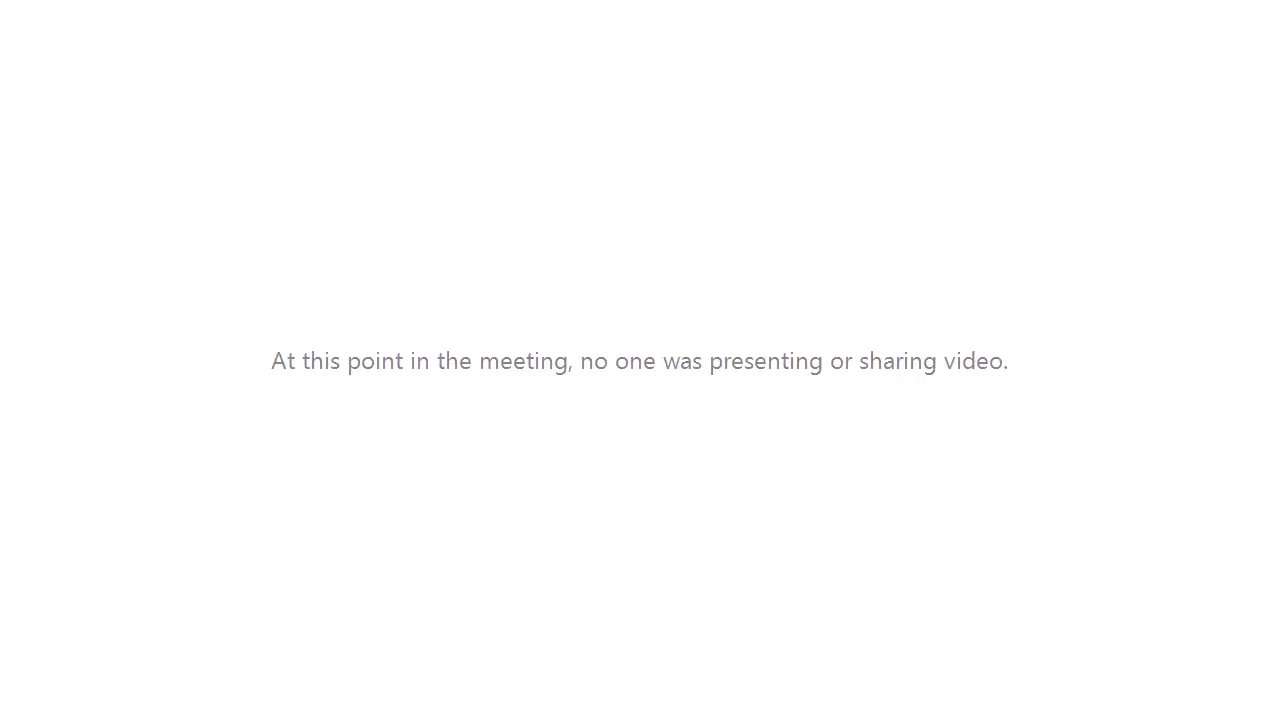 At this point in the meeting, no one was presenting or sharing video.